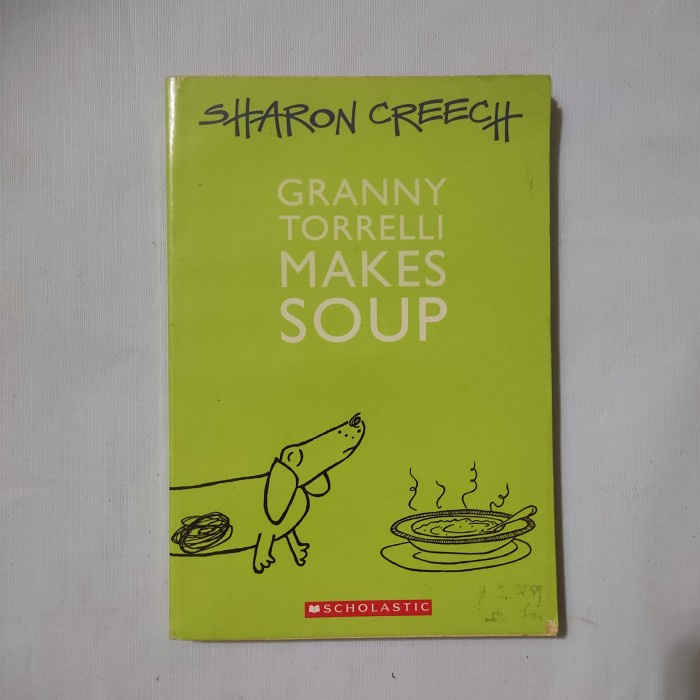 SHARON CREECH
GRANNY
TORRELLI
MAKES
SOUP
SCHOLASTIC